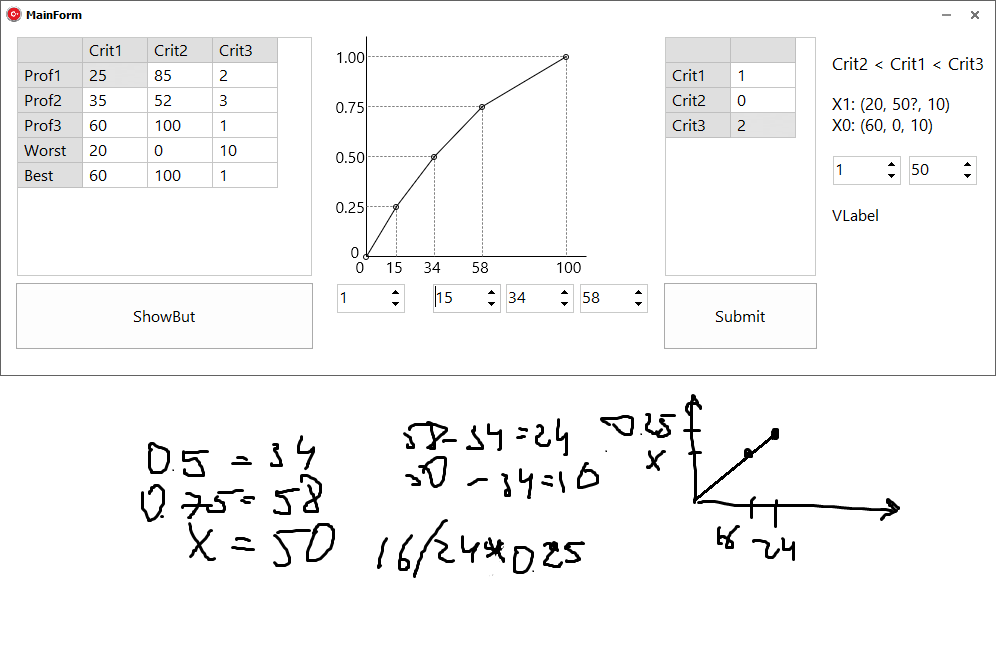 MainForm
Crit1 Crit2 Crit3
Prof1 25 85 2
Prof2 35 52 3
Prof3 60 100 1
Worst 20 0 10
Best 60 100 1
ShowBut
1.00
0.75
0.50
0.25
0
0 15 34 58 100
1 15 34 58
Crit1 1
Crit2 0
Crit3 2
Submit
Crit2 < Crit1 < Crit3
X1: (20, 50?, 10)
X0: (60, 0, 10)
1 50
VLabel
0.5 = 34
0.75 = 58
X = 50
58-34=24
50-34=16
16/24*0.25
0.25
X
16 24